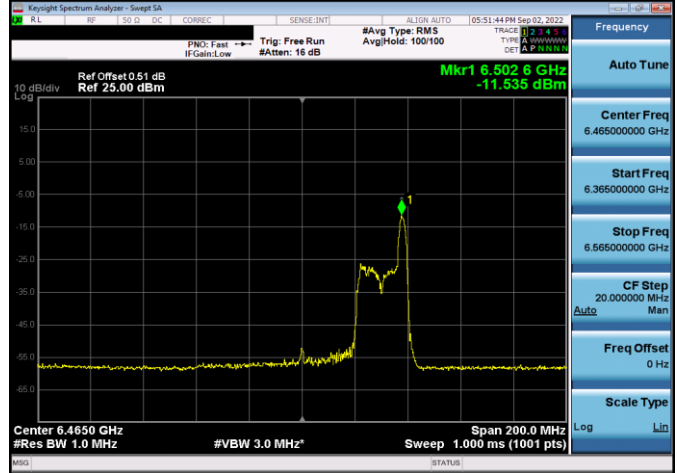 Keysight Spectrum Analyzer - Swept SA
RL RF 50 Ω DC CORREC SENSE:INT ALIGN AUTO 05:51:44 PM Sep 02, 2022
PNO: Fast
IFGain:Low
Trig: Free Run
#Atten: 16 dB
#Avg Type: RMS
Avg|Hold: 100/100
TRACE 1 2 3 4 5 6
TYPE A WWWWW
DET A P N N N N
Ref Offset 0.51 dB
10 dB/div Ref 25.00 dBm
Log
Mkr1 6.502 6 GHz
-11.535 dBm
15.0
5.00
-5.00
-15.0
-25.0
-35.0
-45.0
-55.0
-65.0
1
Center 6.4650 GHz Span 200.0 MHz
#Res BW 1.0 MHz #VBW 3.0 MHz* Sweep 1.000 ms (1001 pts)
MSG STATUS
Frequency
Auto Tune
Center Freq
6.465000000 GHz
Start Freq
6.365000000 GHz
Stop Freq
6.565000000 GHz
CF Step
20.000000 MHz
Auto Man
Freq Offset
0 Hz
Scale Type
Log Lin